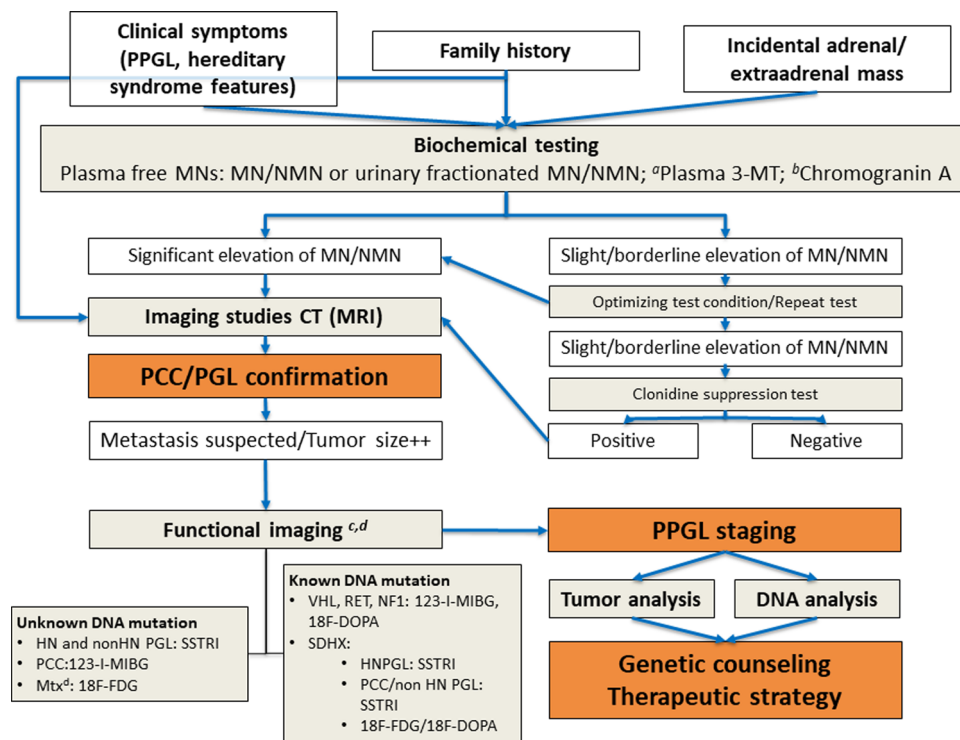 Clinical symptoms
(PPGL, hereditary
syndrome features)
Family history
Incidental adrenal/
extraadrenal mass
Biochemical testing
Plasma free MNs: MN/NMN or urinary fractionated MN/NMN; ᵃPlasma 3-MT; ᵇChromogranin A
Significant elevation of MN/NMN
Slight/borderline elevation of MN/NMN
Optimizing test condition/Repeat test
Imaging studies CT (MRI)
Slight/borderline elevation of MN/NMN
PCC/PGL confirmation
Clonidine suppression test
Metastasis suspected/Tumor size++
Positive
Negative
Functional imaging ᶜ,ᵈ
PPGL staging
Tumor analysis
DNA analysis
Genetic counseling
Therapeutic strategy
Unknown DNA mutation
• HN and nonHN PGL: SSTRI
• PCC:123-I-MIBG
• Mtxᵈ: 18F-FDG
Known DNA mutation
• VHL, RET, NF1: 123-I-MIBG,
18F-DOPA
• SDHX:
• HNPGL: SSTRI
• PCC/non HN PGL:
SSTRI
• 18F-FDG/18F-DOPA